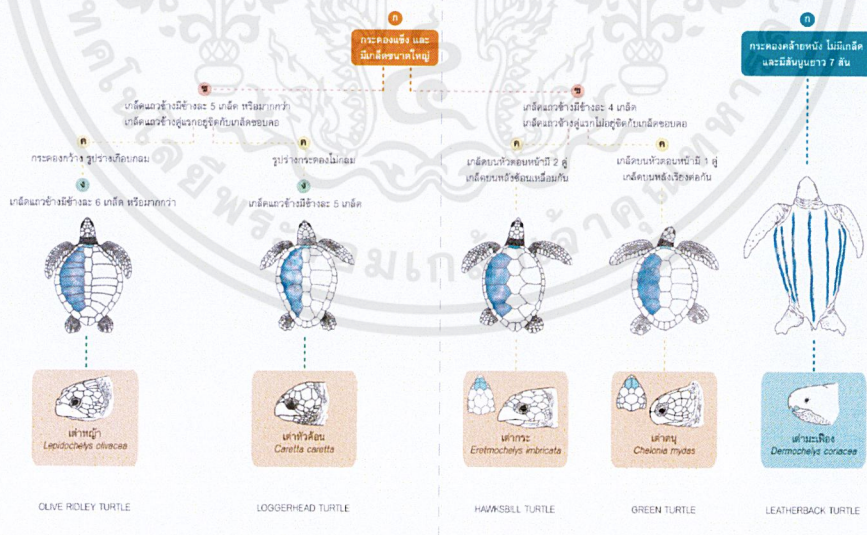 ก
กระดองแข็ง และ
มีเกล็ดขนาดใหญ่
ก
กระดองคล้ายหนัง ไม่มีเกล็ด
และมีสันนูนยาว 7 สัน
ข
เกล็ดแถวข้างมีข้างละ 5 เกล็ด หรือมากกว่า
เกล็ดแถวข้างคู่แรกอยู่ชิดกับเกล็ดขอบคอ
ข
เกล็ดแถวข้างมีข้างละ 4 เกล็ด
เกล็ดแถวข้างคู่แรกไม่อยู่ชิดกับเกล็ดขอบคอ
ค
กระดองกว้าง รูปร่างเกือบกลม
ค
รูปร่างกระดองไม่กลม
ค
เกล็ดบนหัวตอนหน้ามี 2 คู่
เกล็ดบนหลังซ้อนเหลื่อมกัน
ค
เกล็ดบนหัวตอนหน้ามี 1 คู่
เกล็ดบนหลังเรียงต่อกัน
ง
เกล็ดแถวข้างมีข้างละ 6 เกล็ด หรือมากกว่า
ง
เกล็ดแถวข้างมีข้างละ 5 เกล็ด
เต่าหญ้า
Lepidochelys olivacea
เต่าหัวค้อน
Caretta caretta
เต่ากระ
Eretmochelys imbricata
เต่าตนุ
Chelonia mydas
เต่ามะเฟือง
Dermochelys coriacea
OLIVE RIDLEY TURTLE
LOGGERHEAD TURTLE
HAWKSBILL TURTLE
GREEN TURTLE
LEATHERBACK TURTLE